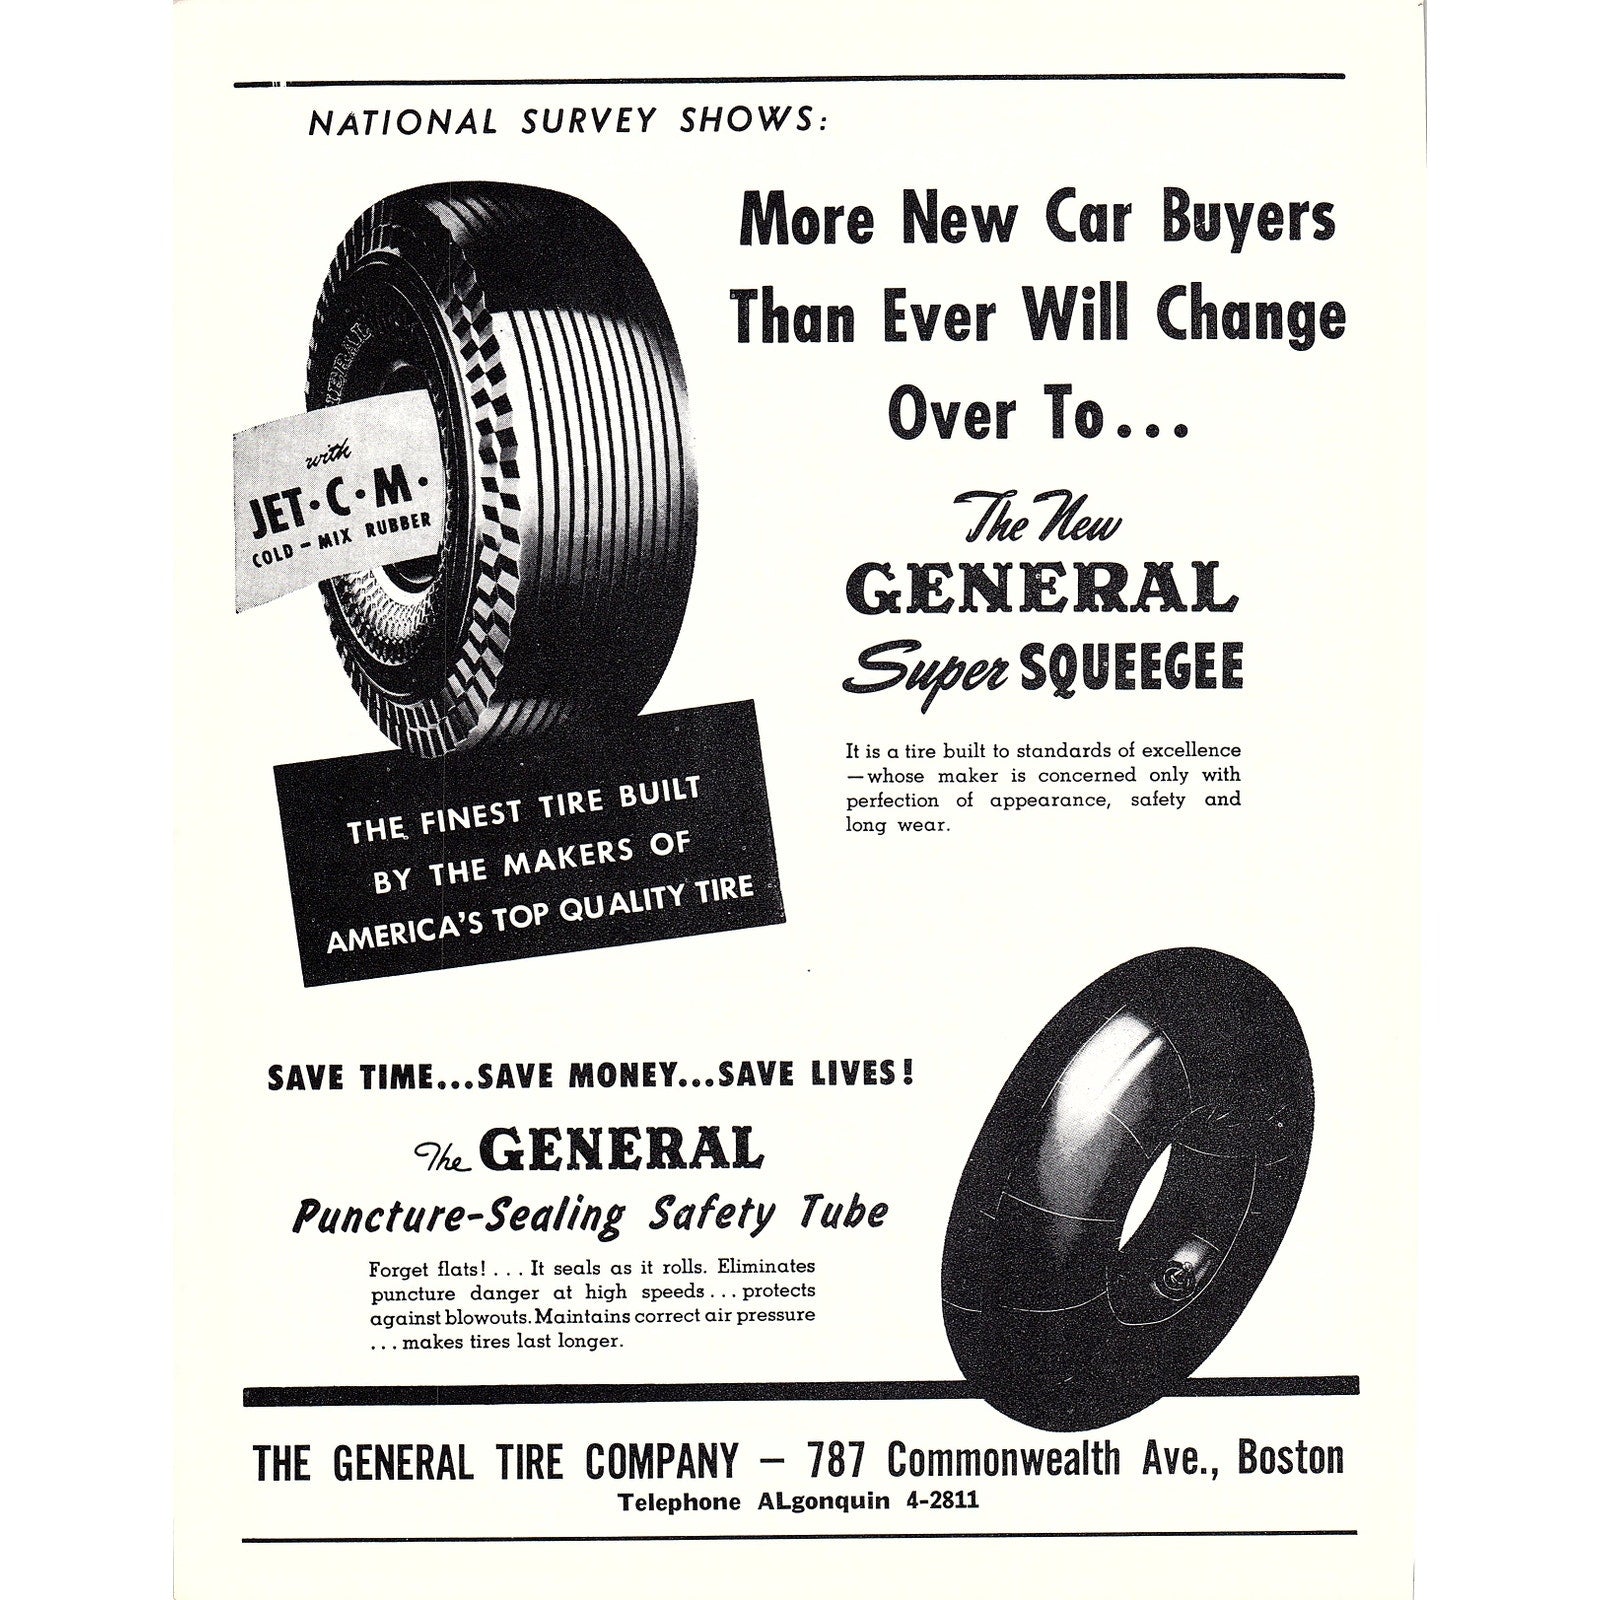 NATIONAL SURVEY SHOWS:
More New Car Buyers
Than Ever Will Change
Over To...
The New
GENERAL
Super SQUEEGEE
It is a tire built to standards of excellence
—whose maker is concerned only with
perfection of appearance, safety and
long wear.
with
JET·C·M·
COLD-MIX RUBBER
THE FINEST TIRE BUILT
BY THE MAKERS OF
AMERICA'S TOP QUALITY TIRE
SAVE TIME...SAVE MONEY...SAVE LIVES!
The GENERAL
Puncture-Sealing Safety Tube
Forget flats! . . . It seals as it rolls. Eliminates
puncture danger at high speeds . . . protects
against blowouts. Maintains correct air pressure
. . . makes tires last longer.
THE GENERAL TIRE COMPANY — 787 Commonwealth Ave., Boston
Telephone ALgonquin 4-2811